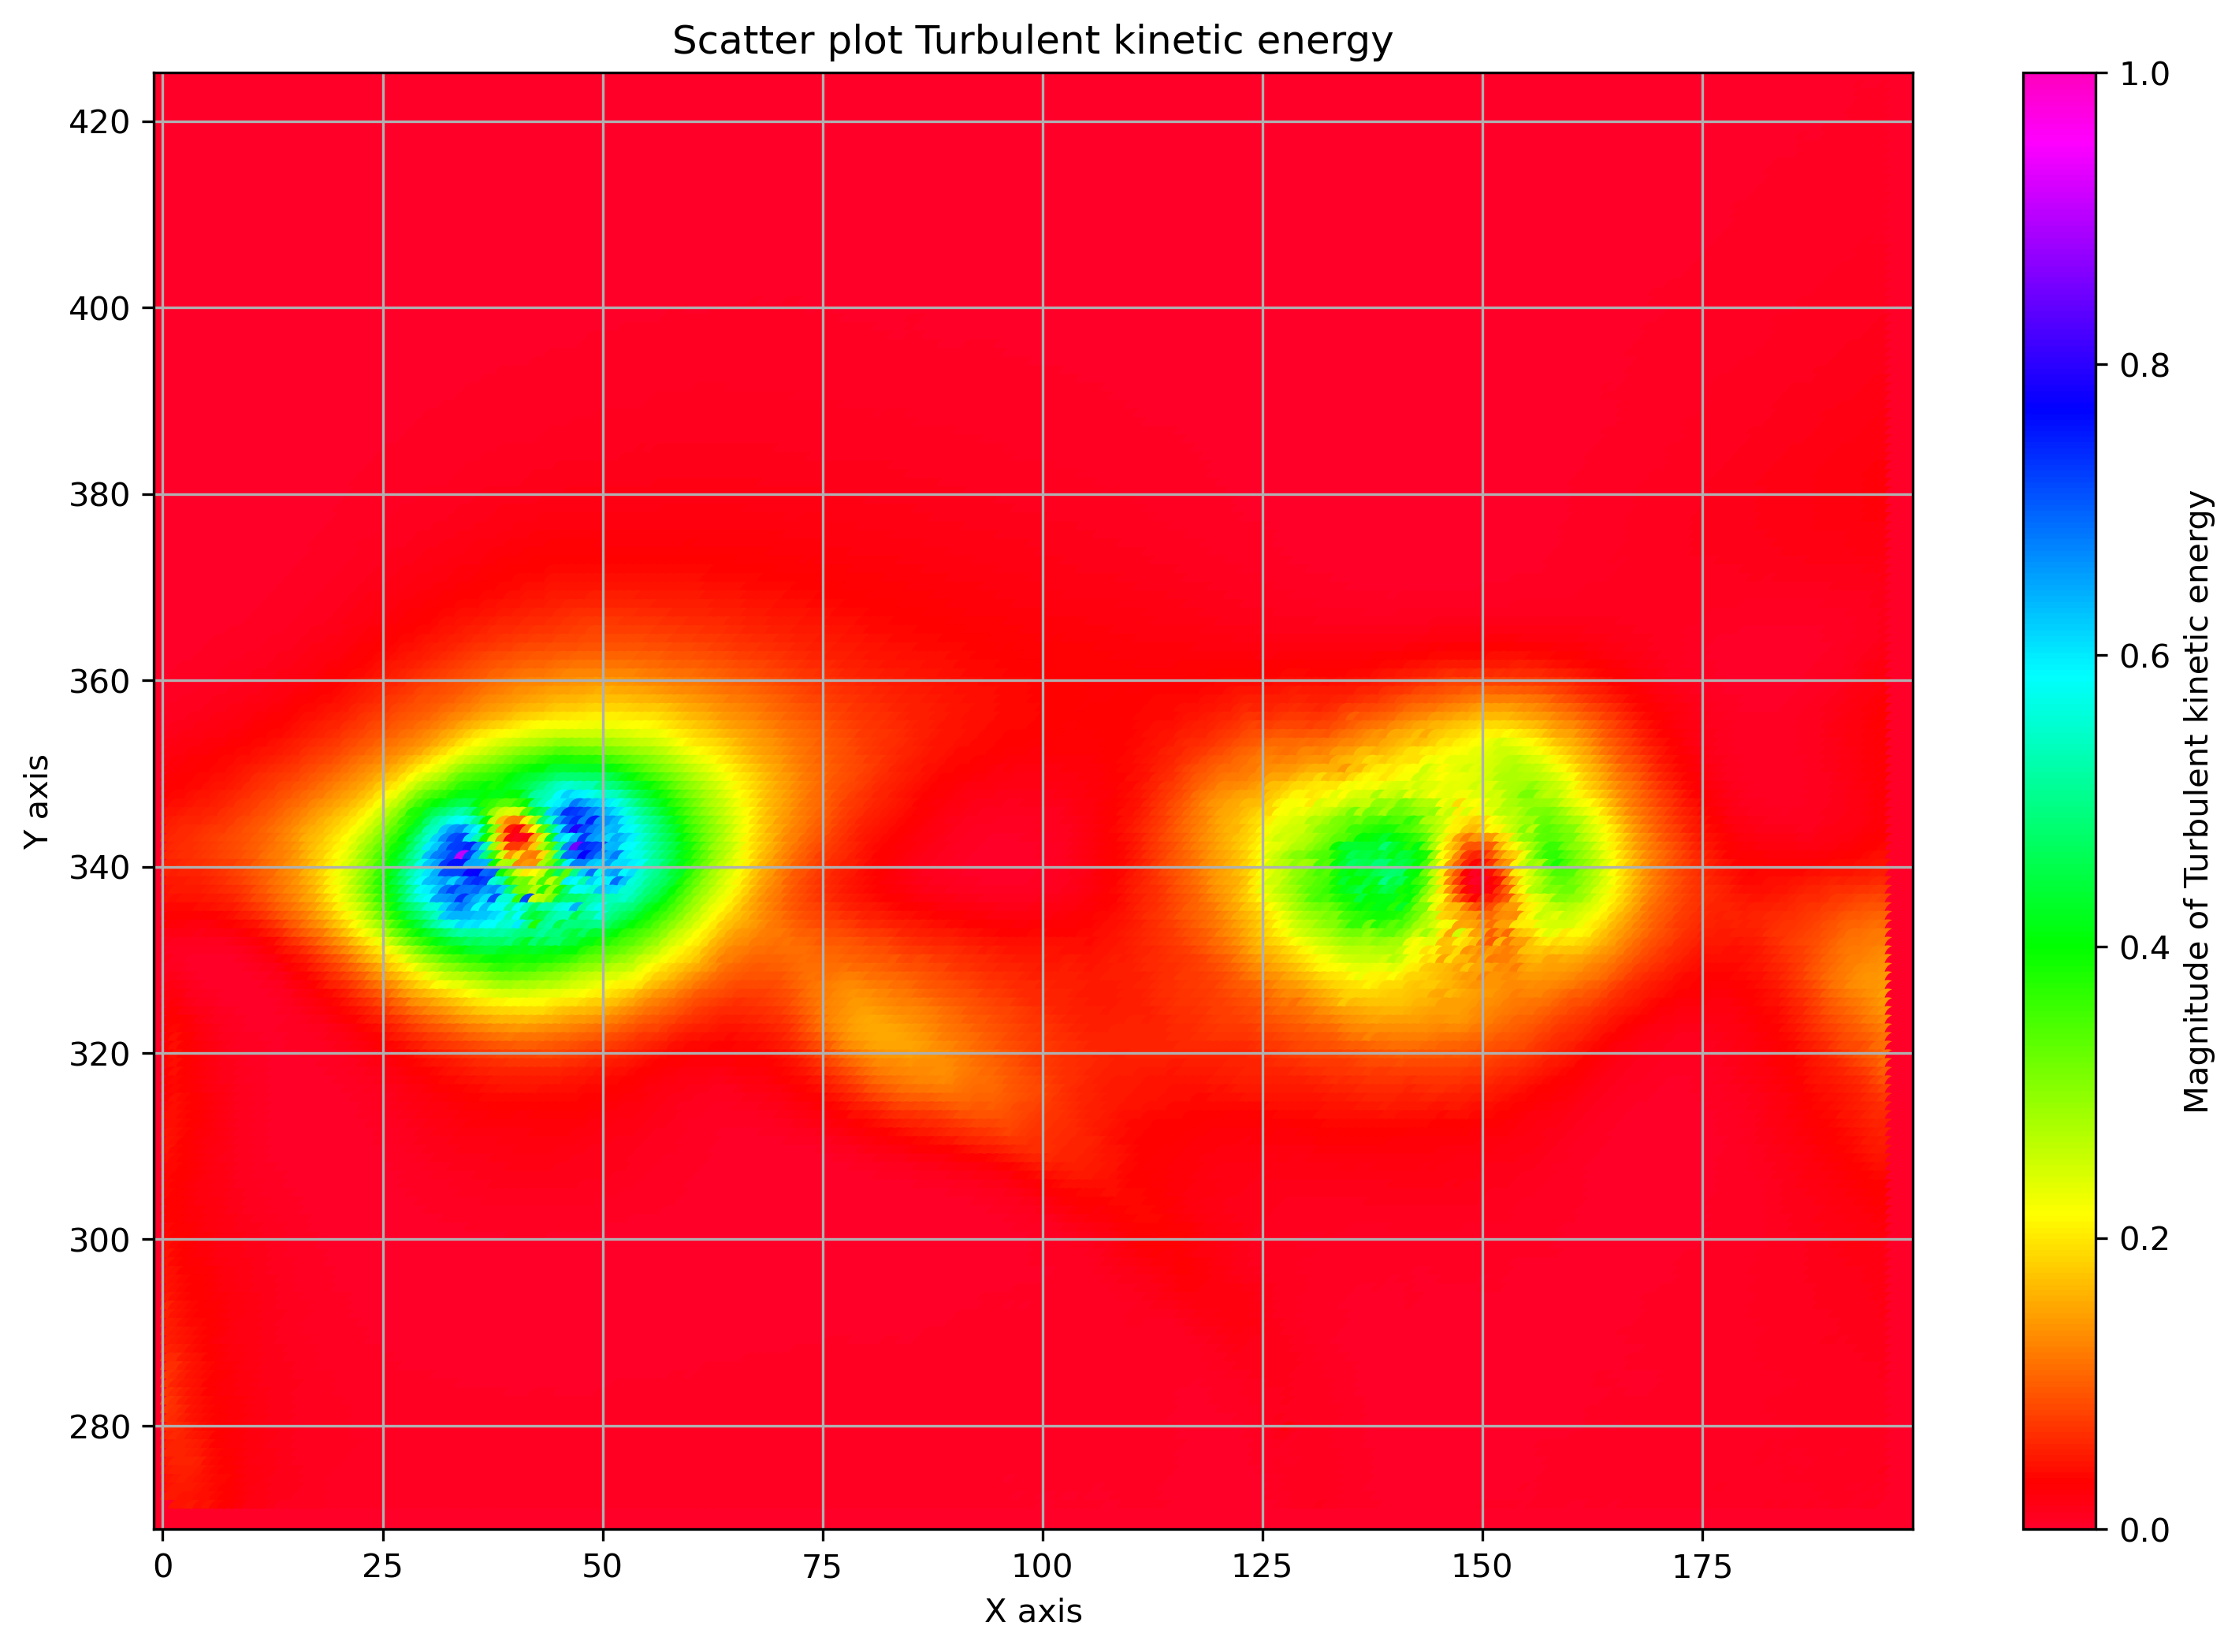 Scatter plot Turbulent kinetic energy
420
400
380
360
340
320
300
280
Y axis
0 25 50 75 100 125 150 175
X axis
1.0
0.8
0.6
0.4
0.2
0.0
Magnitude of Turbulent kinetic energy